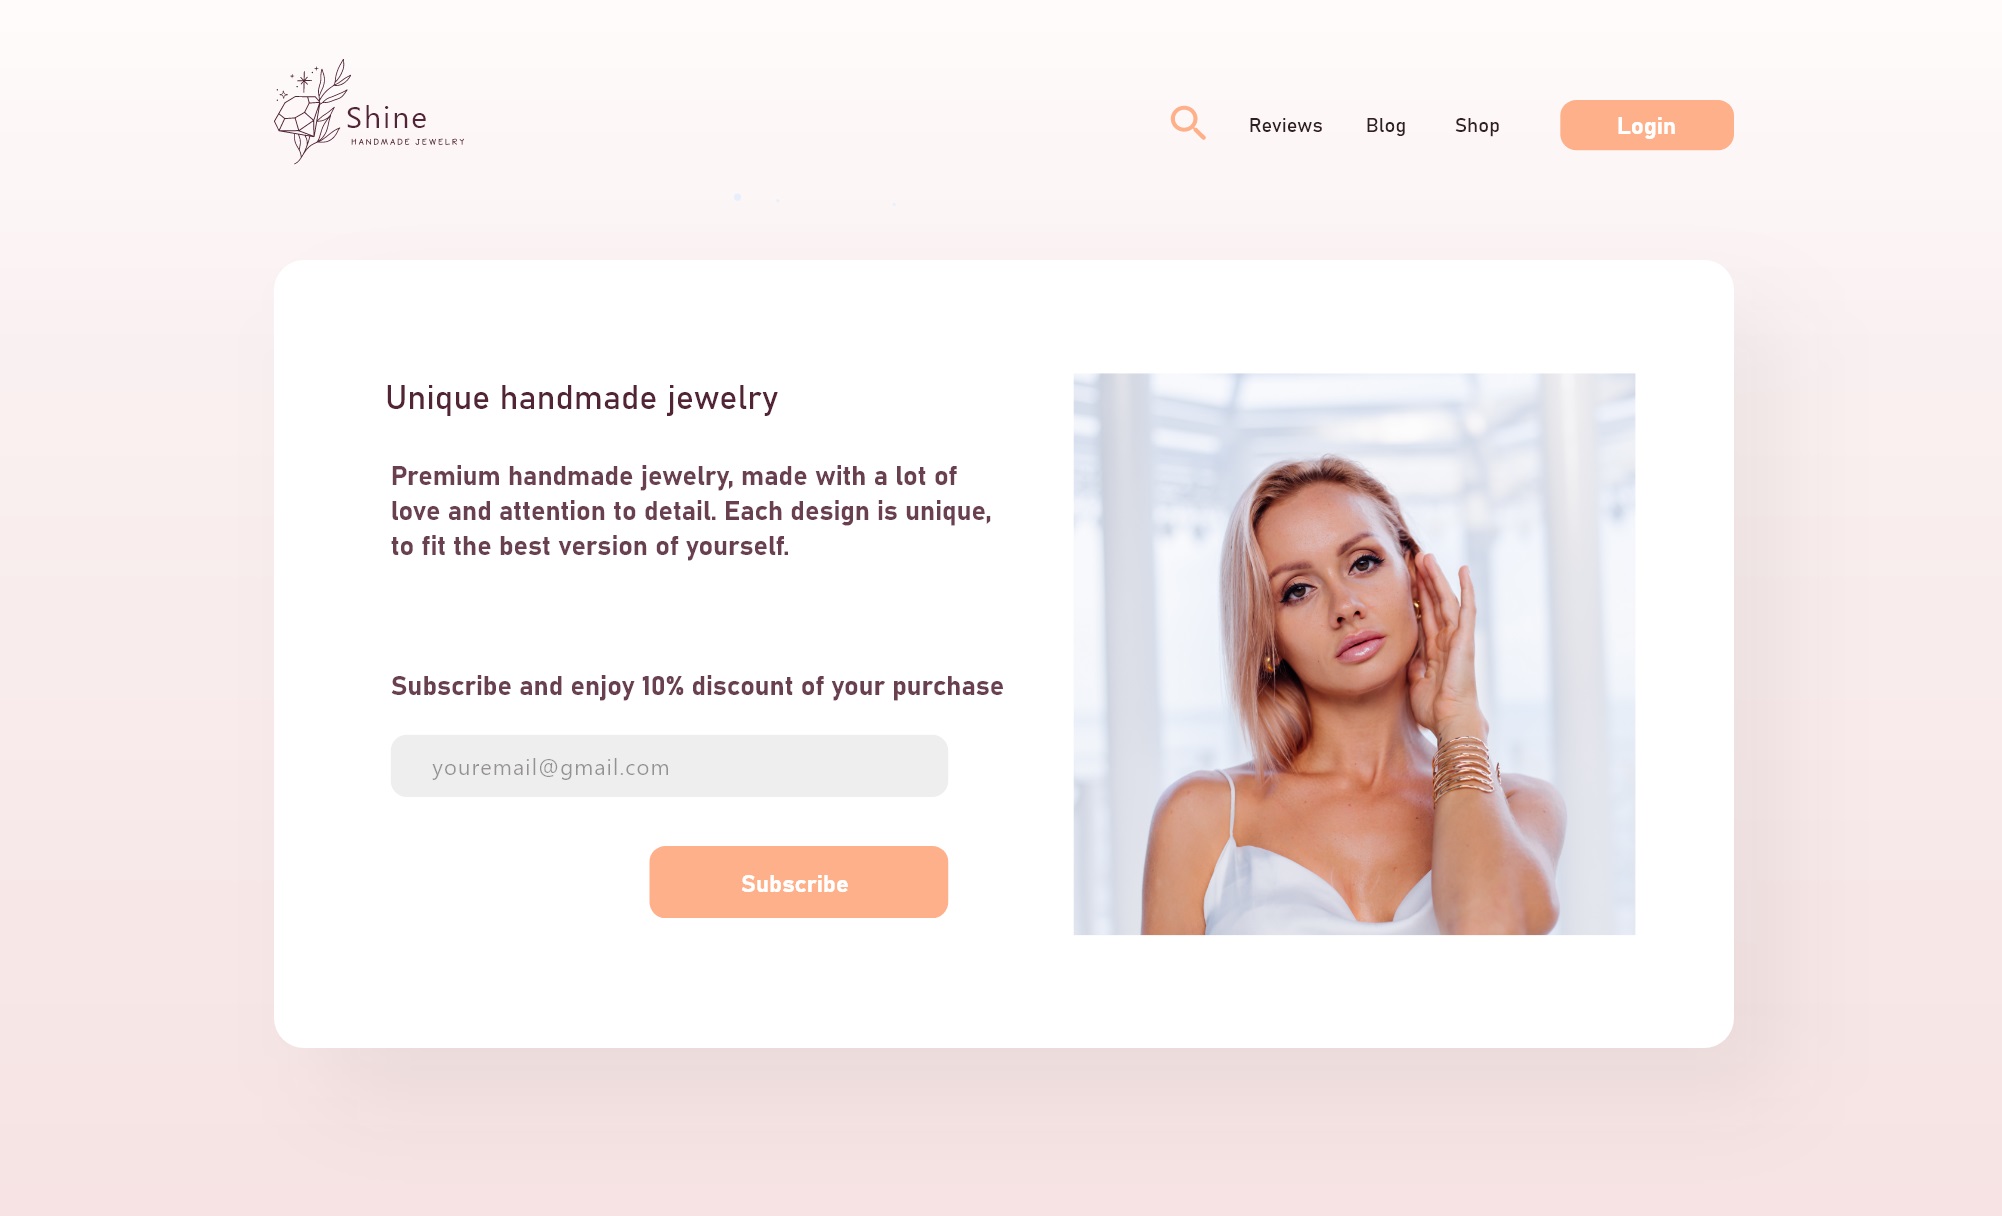 Shine
HANDMADE JEWELRY
Reviews Blog Shop Login
Unique handmade jewelry
Premium handmade jewelry, made with a lot of
love and attention to detail. Each design is unique,
to fit the best version of yourself.
Subscribe and enjoy 10% discount of your purchase
youremail@gmail.com
Subscribe